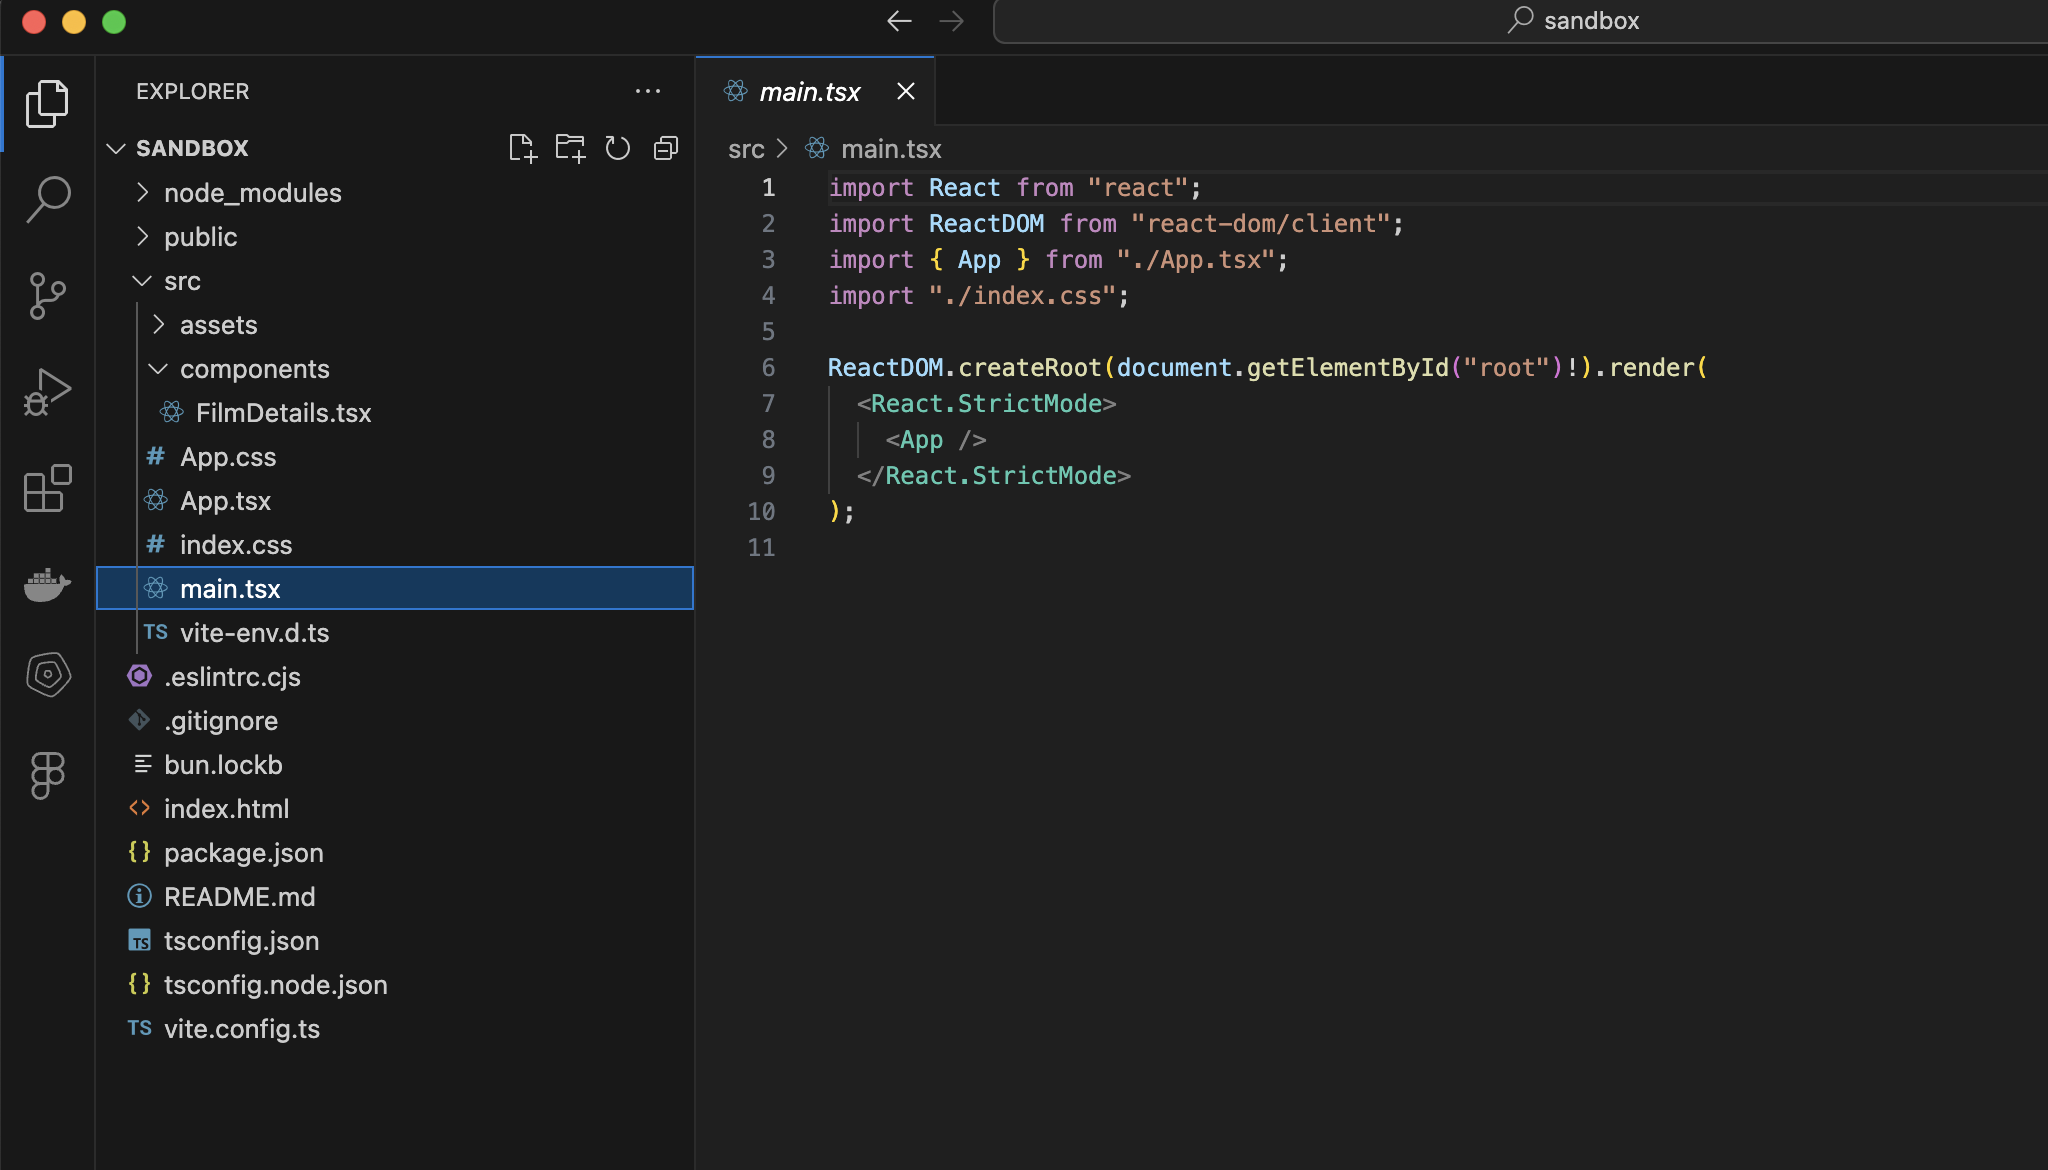 sandbox
EXPLORER
SANDBOX
node_modules
public
src
assets
components
FilmDetails.tsx
# App.css
App.tsx
# index.css
main.tsx
TS vite-env.d.ts
.eslintrc.cjs
.gitignore
bun.lockb
<> index.html
{} package.json
README.md
TS tsconfig.json
{} tsconfig.node.json
TS vite.config.ts
main.tsx
src > main.tsx
1 import React from "react";
2 import ReactDOM from "react-dom/client";
3 import { App } from "./App.tsx";
4 import "./index.css";
5
6 ReactDOM.createRoot(document.getElementById("root")!).render(
7   <React.StrictMode>
8     <App />
9   </React.StrictMode>
10 );
11